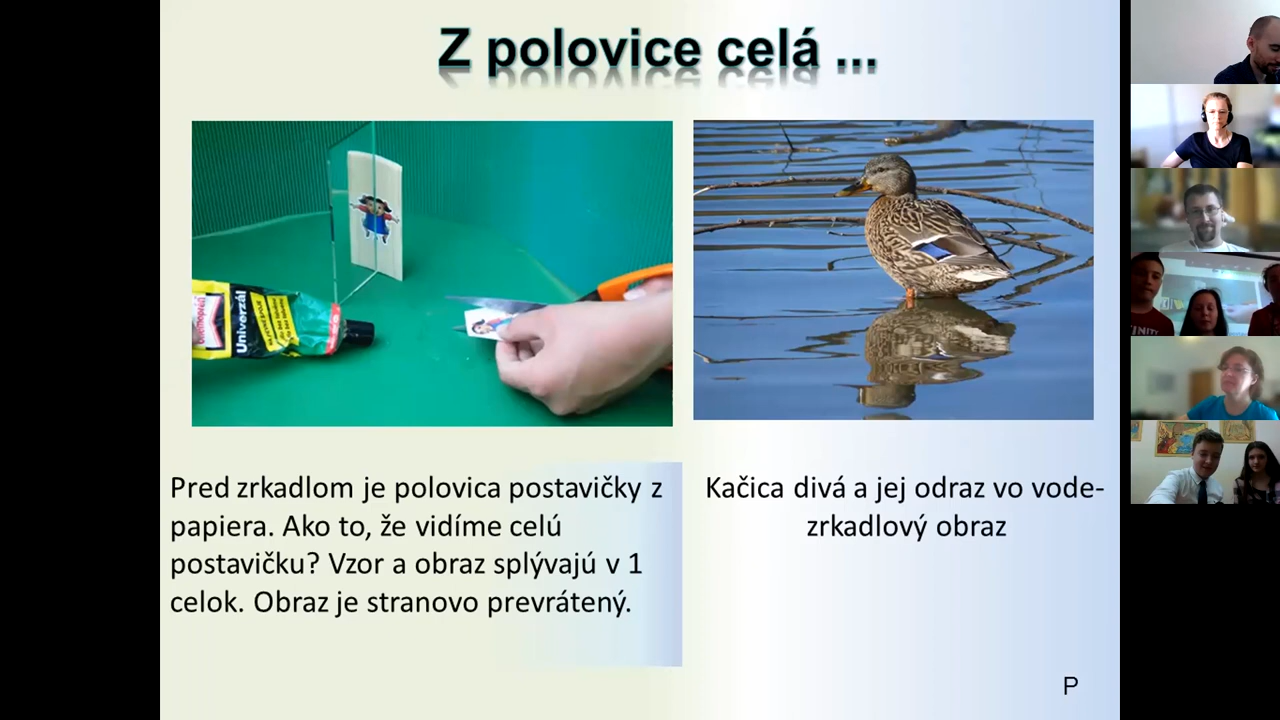 Z polovice celá ...
Univerzál
Pred zrkadlom je polovica postavičky z
papiera. Ako to, že vidíme celú
postavičku? Vzor a obraz splývajú v 1
celok. Obraz je stranovo prevrátený.
Kačica divá a jej odraz vo vode-
zrkadlový obraz
P